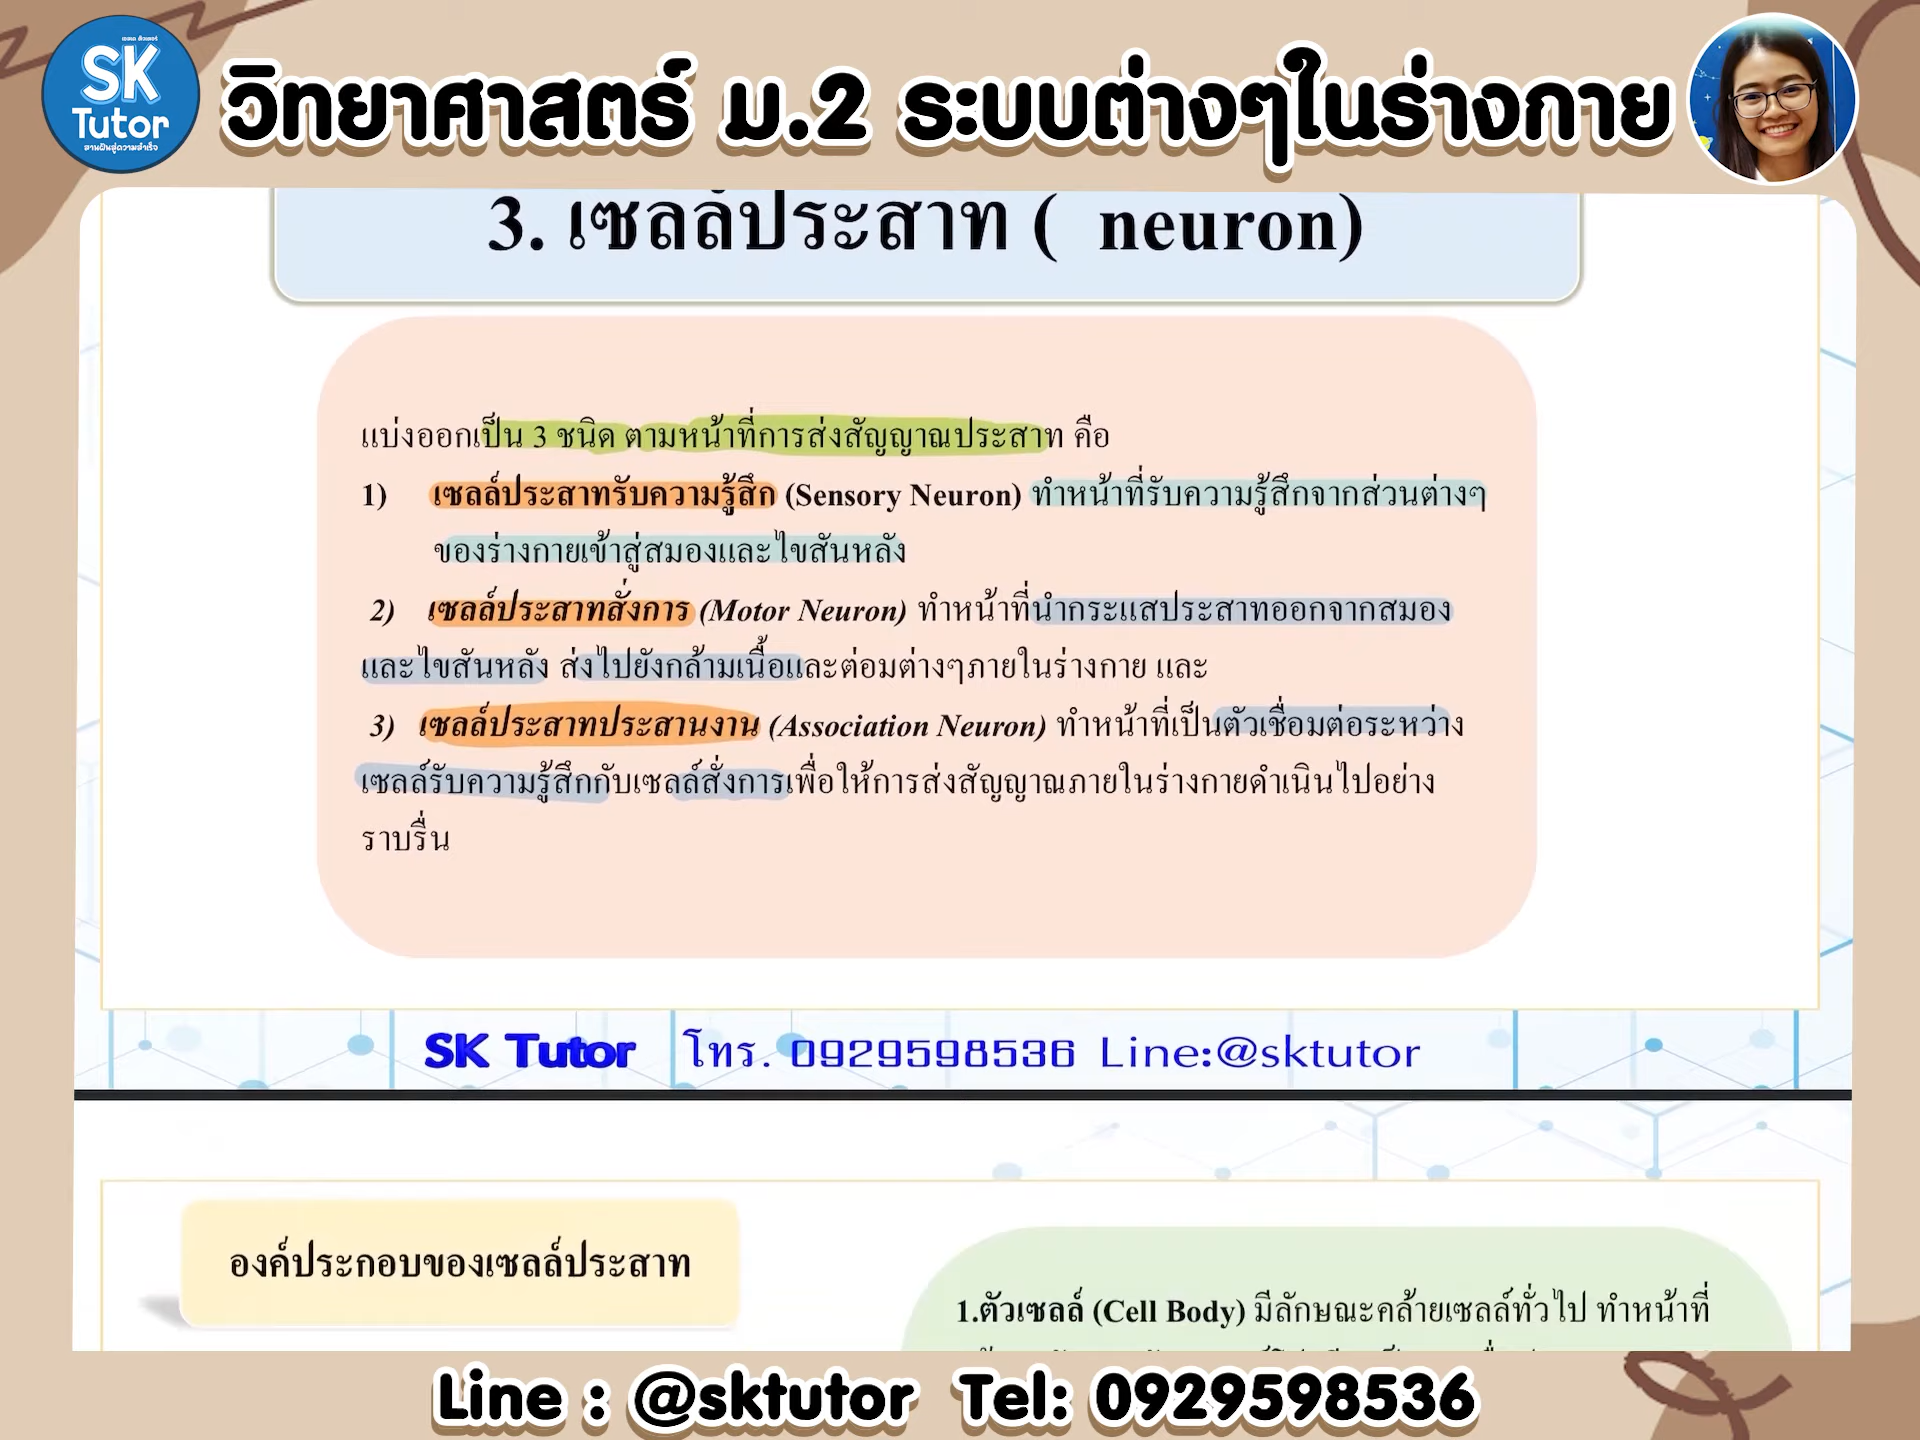 SK
Tutor
สานฝันสู่ความสำเร็จ
วิทยาศาสตร์ ม.2 ระบบต่างๆในร่างกาย
3. เซลล์ประสาท ( neuron)
แบ่งออกเป็น 3 ชนิด ตามหน้าที่การส่งสัญญาณประสาท คือ
1) เซลล์ประสาทรับความรู้สึก (Sensory Neuron) ทำหน้าที่รับความรู้สึกจากส่วนต่างๆ
ของร่างกายเข้าสู่สมองและไขสันหลัง
2) เซลล์ประสาทสั่งการ (Motor Neuron) ทำหน้าที่นำกระแสประสาทออกจากสมอง
และไขสันหลัง ส่งไปยังกล้ามเนื้อและต่อมต่างๆภายในร่างกาย และ
3) เซลล์ประสาทประสานงาน (Association Neuron) ทำหน้าที่เป็นตัวเชื่อมต่อระหว่าง
เซลล์รับความรู้สึกกับเซลล์สั่งการเพื่อให้การส่งสัญญาณภายในร่างกายดำเนินไปอย่าง
ราบรื่น
SK Tutor โทร. 0929598536 Line:@sktutor
องค์ประกอบของเซลล์ประสาท
1.ตัวเซลล์ (Cell Body) มีลักษณะคล้ายเซลล์ทั่วไป ทำหน้าที่
Line : @sktutor Tel: 0929598536